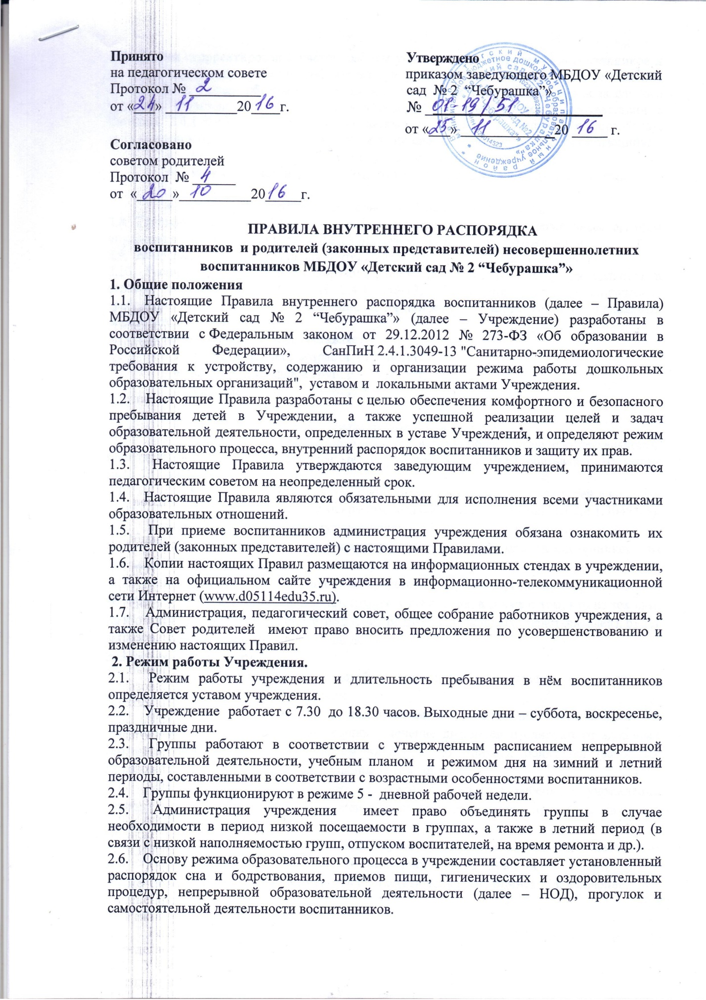 Принято
на педагогическом совете
Протокол № 2
от «24» 11 2016 г.
Утверждено
приказом заведующего МБДОУ «Детский
сад № 2 “Чебурашка”»
№ 01-19/51
от «25» 11 2016 г.
Согласовано
советом родителей
Протокол № 4
от «20» 10 2016 г.
ПРАВИЛА ВНУТРЕННЕГО РАСПОРЯДКА
воспитанников и родителей (законных представителей) несовершеннолетних
воспитанников МБДОУ «Детский сад № 2 “Чебурашка”»
1. Общие положения
1.1. Настоящие Правила внутреннего распорядка воспитанников (далее – Правила)
МБДОУ «Детский сад № 2 “Чебурашка”» (далее – Учреждение) разработаны в
соответствии с Федеральным законом от 29.12.2012 № 273-ФЗ «Об образовании в
Российской Федерации», СанПиН 2.4.1.3049-13 "Санитарно-эпидемиологические
требования к устройству, содержанию и организации режима работы дошкольных
образовательных организаций", уставом и локальными актами Учреждения.
1.2. Настоящие Правила разработаны с целью обеспечения комфортного и безопасного
пребывания детей в Учреждении, а также успешной реализации целей и задач
образовательной деятельности, определенных в уставе Учреждения, и определяют режим
образовательного процесса, внутренний распорядок воспитанников и защиту их прав.
1.3. Настоящие Правила утверждаются заведующим учреждением, принимаются
педагогическим советом на неопределенный срок.
1.4. Настоящие Правила являются обязательными для исполнения всеми участниками
образовательных отношений.
1.5. При приеме воспитанников администрация учреждения обязана ознакомить их
родителей (законных представителей) с настоящими Правилами.
1.6. Копии настоящих Правил размещаются на информационных стендах в учреждении,
а также на официальном сайте учреждения в информационно-телекоммуникационной
сети Интернет (www.d05114edu35.ru).
1.7. Администрация, педагогический совет, общее собрание работников учреждения, а
также Совет родителей имеют право вносить предложения по усовершенствованию и
изменению настоящих Правил.
2. Режим работы Учреждения.
2.1. Режим работы учреждения и длительность пребывания в нём воспитанников
определяется уставом учреждения.
2.2. Учреждение работает с 7.30 до 18.30 часов. Выходные дни – суббота, воскресенье,
праздничные дни.
2.3. Группы работают в соответствии с утвержденным расписанием непрерывной
образовательной деятельности, учебным планом и режимом дня на зимний и летний
периоды, составленными в соответствии с возрастными особенностями воспитанников.
2.4. Группы функционируют в режиме 5 - дневной рабочей недели.
2.5. Администрация учреждения имеет право объединять группы в случае
необходимости в период низкой посещаемости в группах, а также в летний период (в
связи с низкой наполняемостью групп, отпуском воспитателей, на время ремонта и др.).
2.6. Основу режима образовательного процесса в учреждении составляет установленный
распорядок сна и бодрствования, приемов пищи, гигиенических и оздоровительных
процедур, непрерывной образовательной деятельности (далее – НОД), прогулок и
самостоятельной деятельности воспитанников.